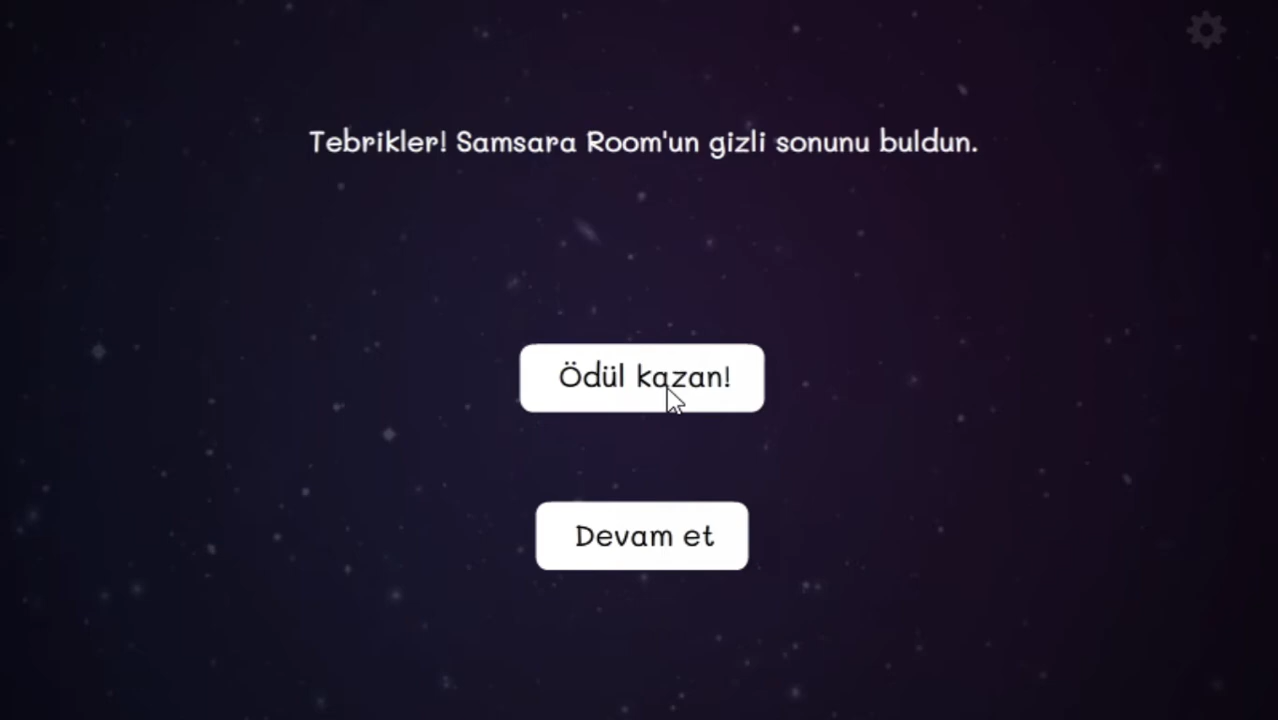 Tebrikler! Samsara Room'un gizli sonunu buldun.
Ödül kazan!
Devam et